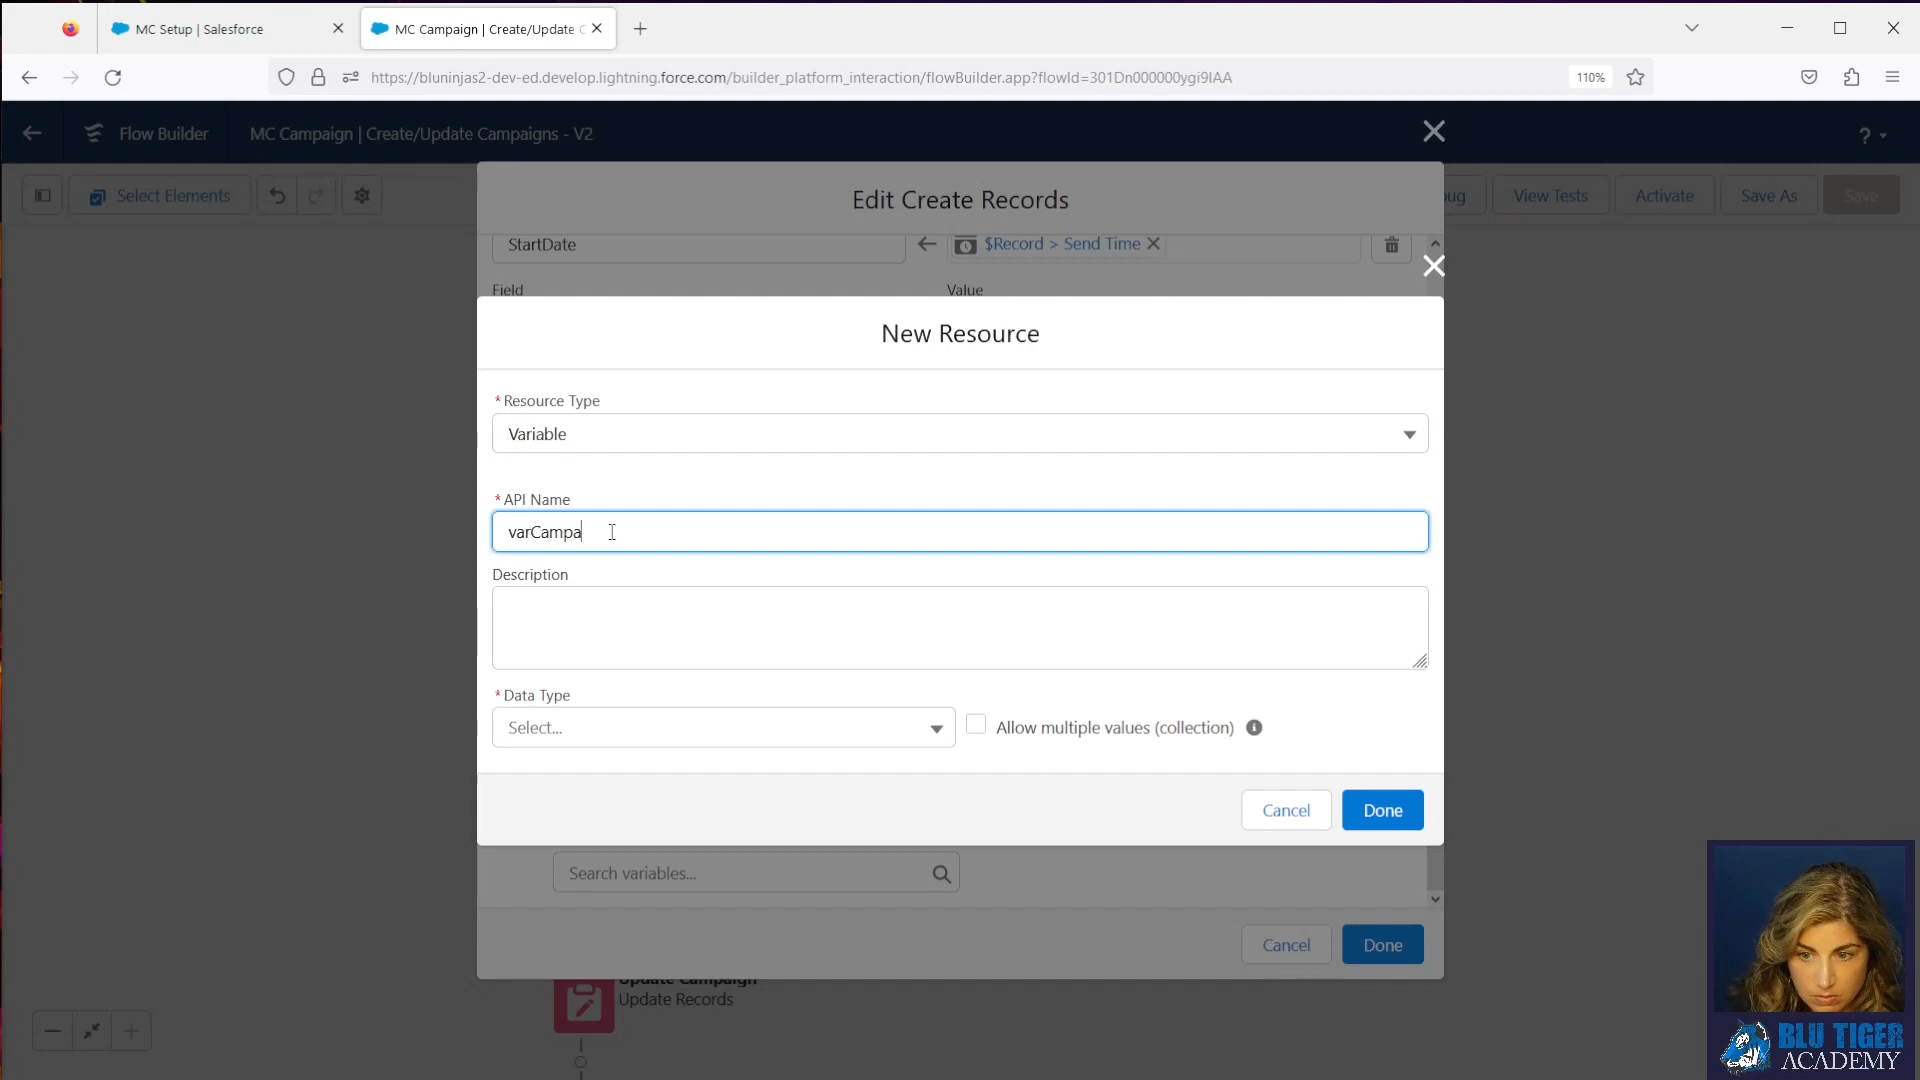 MC Setup | Salesforce
MC Campaign | Create/Update C
https://bluninjas2-dev-ed.develop.lightning.force.com/builder_platform_interaction/flowBuilder.app?flowId=301Dn000000ygi9IAA
110%
Flow Builder
MC Campaign | Create/Update Campaigns - V2
?
Select Elements
bug
View Tests
Activate
Save As
Save
Edit Create Records
StartDate
$Record > Send Time
Field
Value
New Resource
* Resource Type
Variable
* API Name
varCampa
Description
* Data Type
Select...
Allow multiple values (collection)
Cancel
Done
Search variables...
Cancel
Done
Update Campaign
Update Records
BLU TIGER
ACADEMY